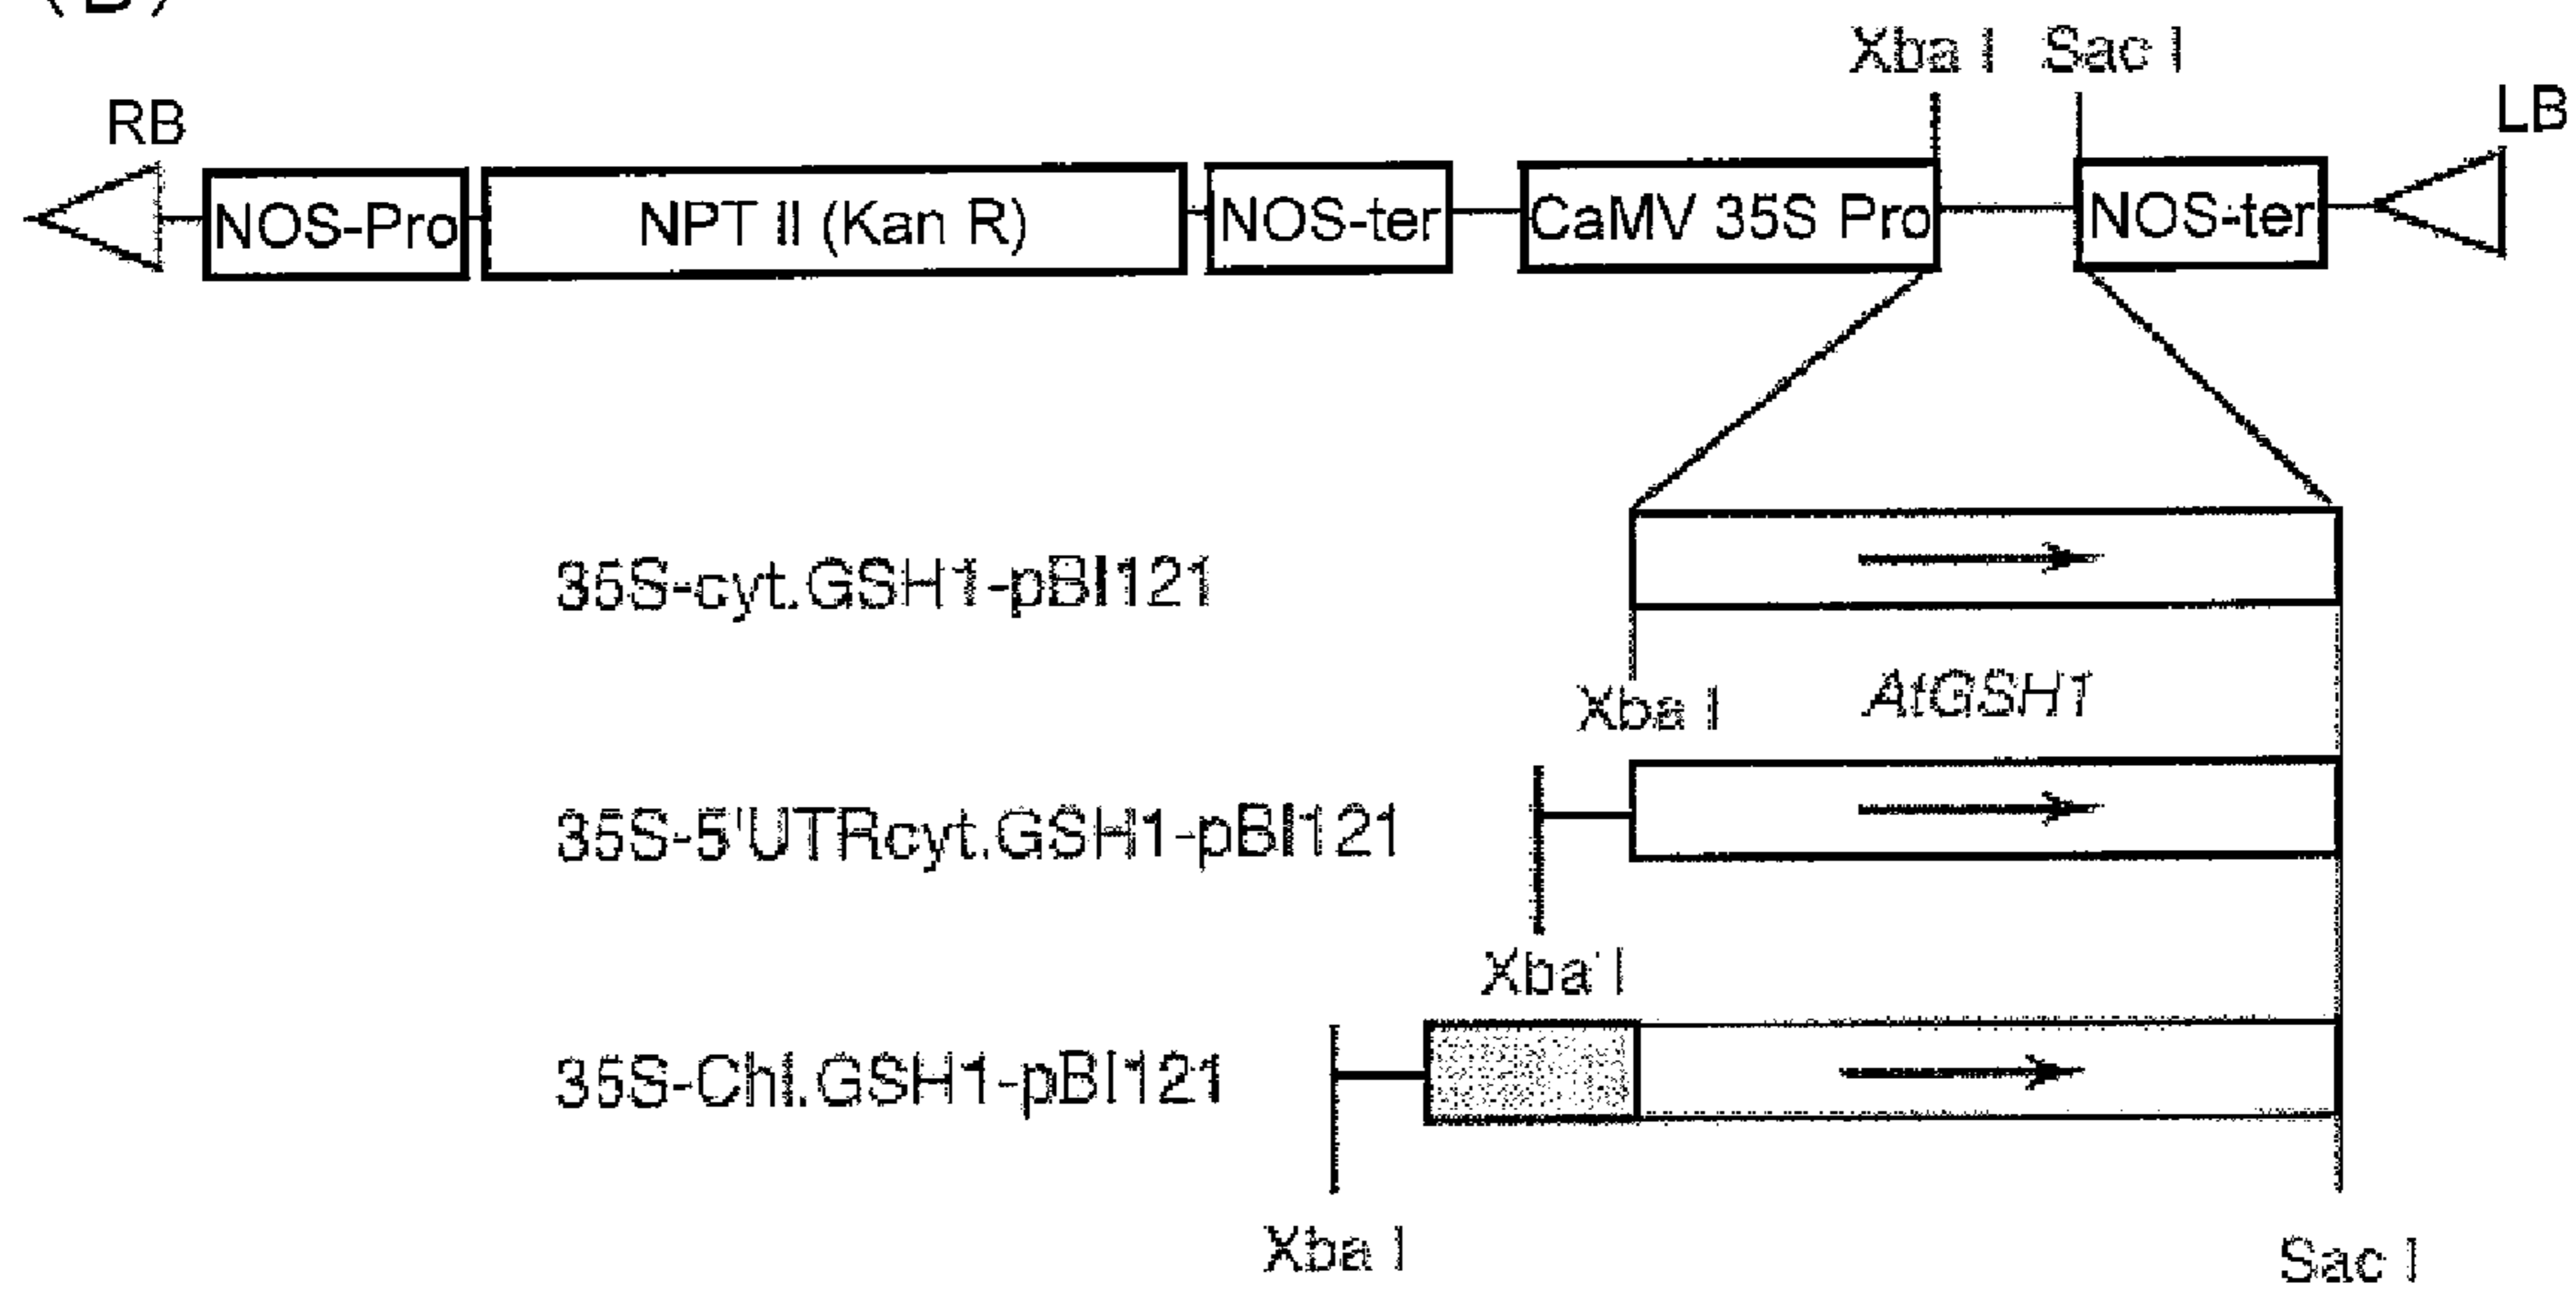 (B)
Xba I Sac I
RB LB
NOS-Pro NPT II (Kan R) NOS-ter CaMV 35S Pro NOS-ter
35S-cyt.GSH1-pBI121
Xba I AtGSH1
35S-5'UTRcyt.GSH1-pBI121
Xba I
35S-Chl.GSH1-pBI121
Xba I Sac I